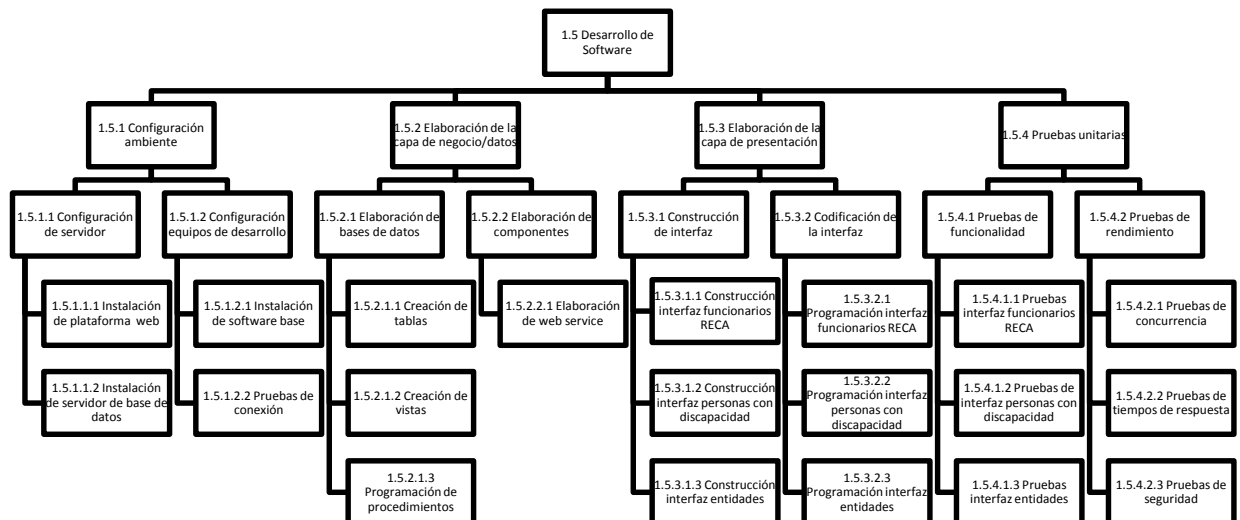 1.5 Desarrollo de
Software
1.5.1 Configuración
ambiente
1.5.2 Elaboración de la
capa de negocio/datos
1.5.3 Elaboración de la
capa de presentación
1.5.4 Pruebas unitarias
1.5.1.1 Configuración
de servidor
1.5.1.2 Configuración
equipos de desarrollo
1.5.2.1 Elaboración de
bases de datos
1.5.2.2 Elaboración de
componentes
1.5.3.1 Construcción
de interfaz
1.5.3.2 Codificación de
la interfaz
1.5.4.1 Pruebas de
funcionalidad
1.5.4.2 Pruebas de
rendimiento
1.5.1.1.1 Instalación
de plataforma web
1.5.1.2.1 Instalación
de software base
1.5.2.1.1 Creación de
tablas
1.5.2.2.1 Elaboración
de web service
1.5.3.1.1 Construcción
interfaz funcionarios
RECA
1.5.3.2.1
Programación interfaz
funcionarios RECA
1.5.4.1.1 Pruebas
interfaz funcionarios
RECA
1.5.4.2.1 Pruebas de
concurrencia
1.5.1.1.2 Instalación
de servidor de base de
datos
1.5.1.2.2 Pruebas de
conexión
1.5.2.1.2 Creación de
vistas
1.5.3.1.2 Construcción
interfaz personas con
discapacidad
1.5.3.2.2
Programación interfaz
personas con
discapacidad
1.5.4.1.2 Pruebas de
interfaz personas con
discapacidad
1.5.4.2.2 Pruebas de
tiempos de respuesta
1.5.2.1.3
Programación de
procedimientos
1.5.3.1.3 Construcción
interfaz entidades
1.5.3.2.3
Programación interfaz
entidades
1.5.4.1.3 Pruebas
interfaz entidades
1.5.4.2.3 Pruebas de
seguridad